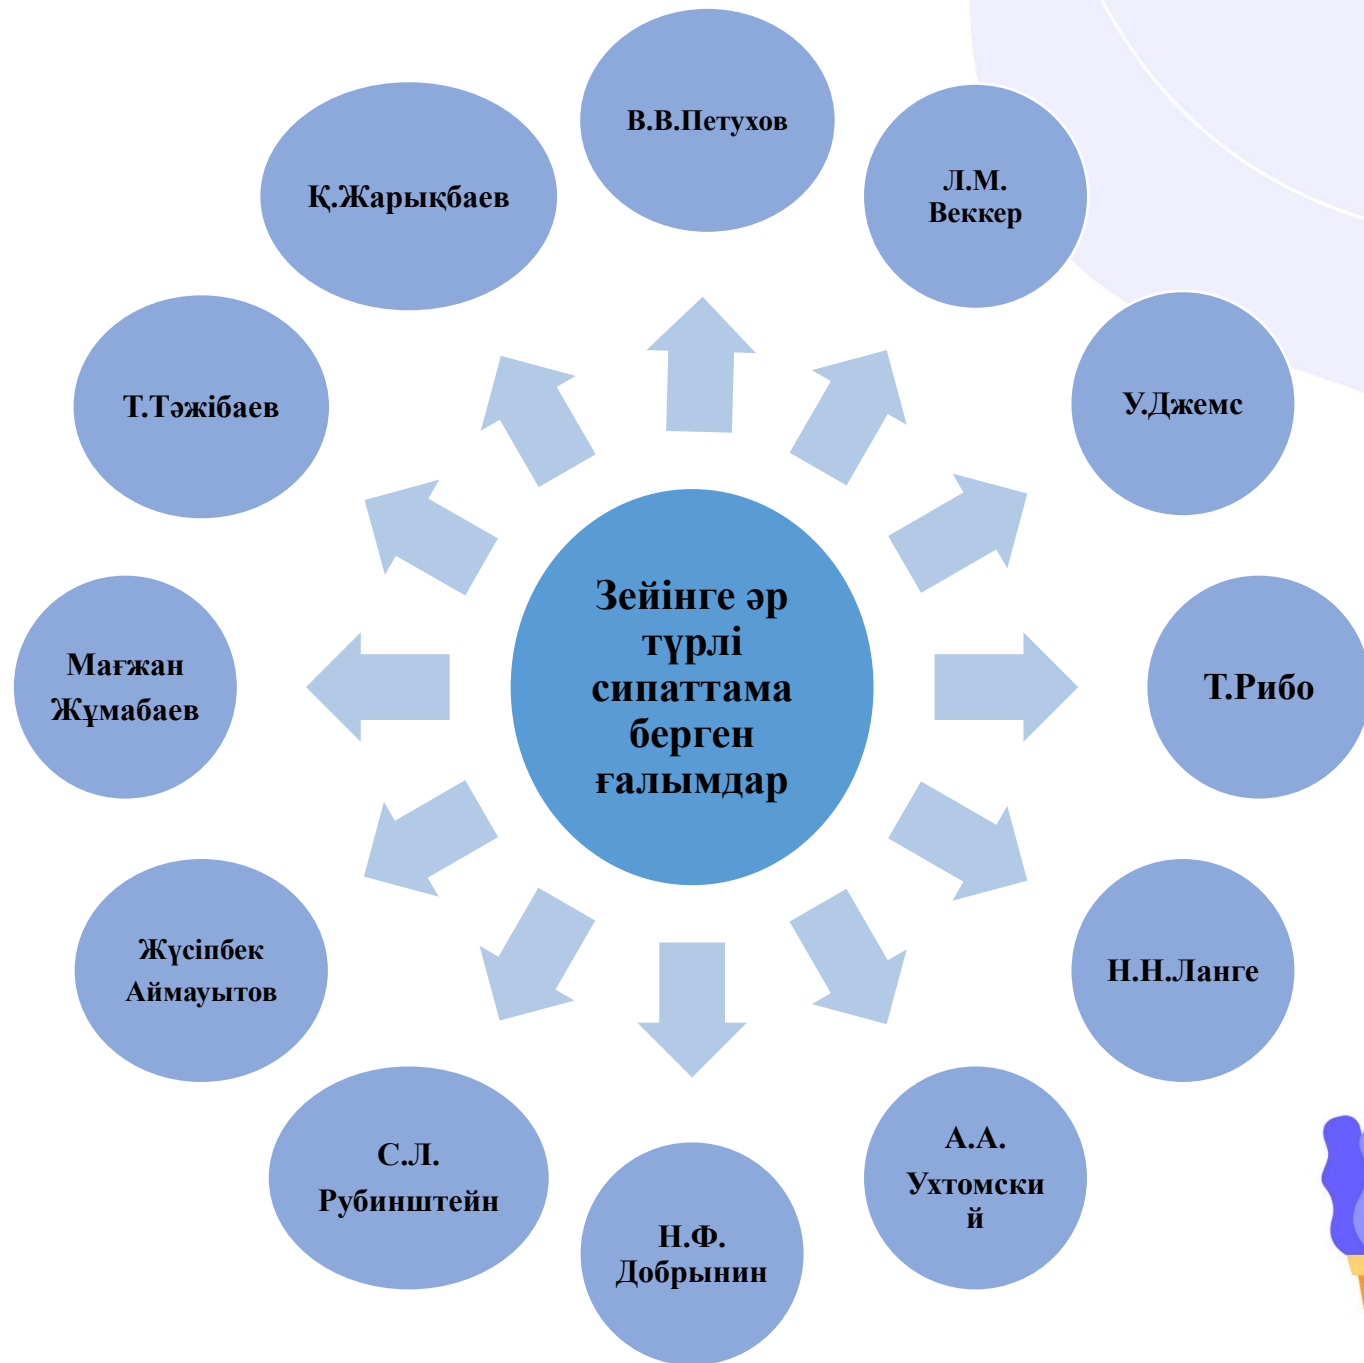 В.В.Петухов
Л.М.
Веккер
У.Джемс
Т.Рибо
Н.Н.Ланге
А.А.
Ухтомски
й
Н.Ф.
Добрынин
С.Л.
Рубинштейн
Жүсіпбек
Аймауытов
Мағжан
Жұмабаев
Т.Тәжібаев
Қ.Жарықбаев
Зейінге әр
түрлі
сипаттама
берген
ғалымдар